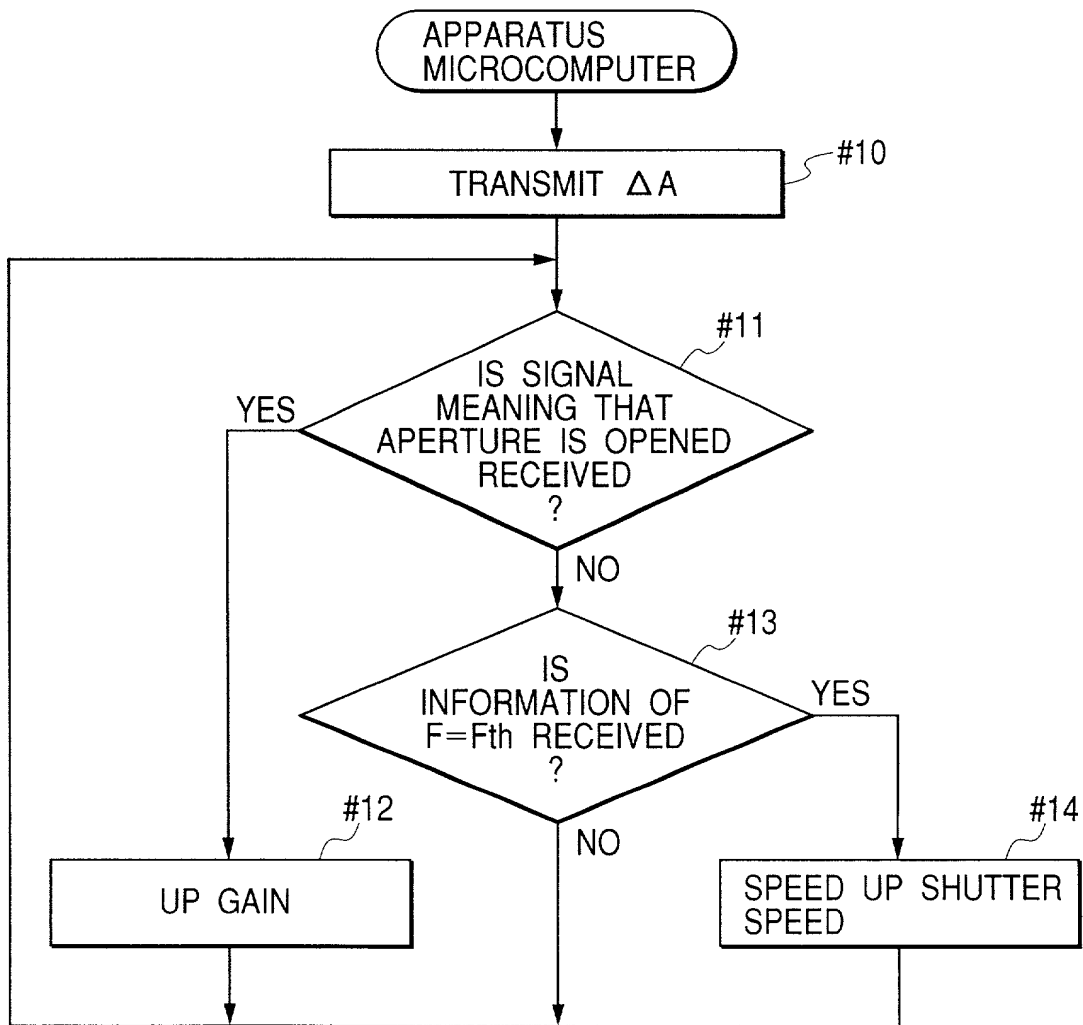 APPARATUS
MICROCOMPUTER
#10
TRANSMIT ΔA
#11
IS SIGNAL
MEANING THAT
APERTURE IS OPENED
RECEIVED
?
YES
NO
#13
IS
INFORMATION OF
F=Fth RECEIVED
?
YES
NO
#12
UP GAIN
#14
SPEED UP SHUTTER
SPEED